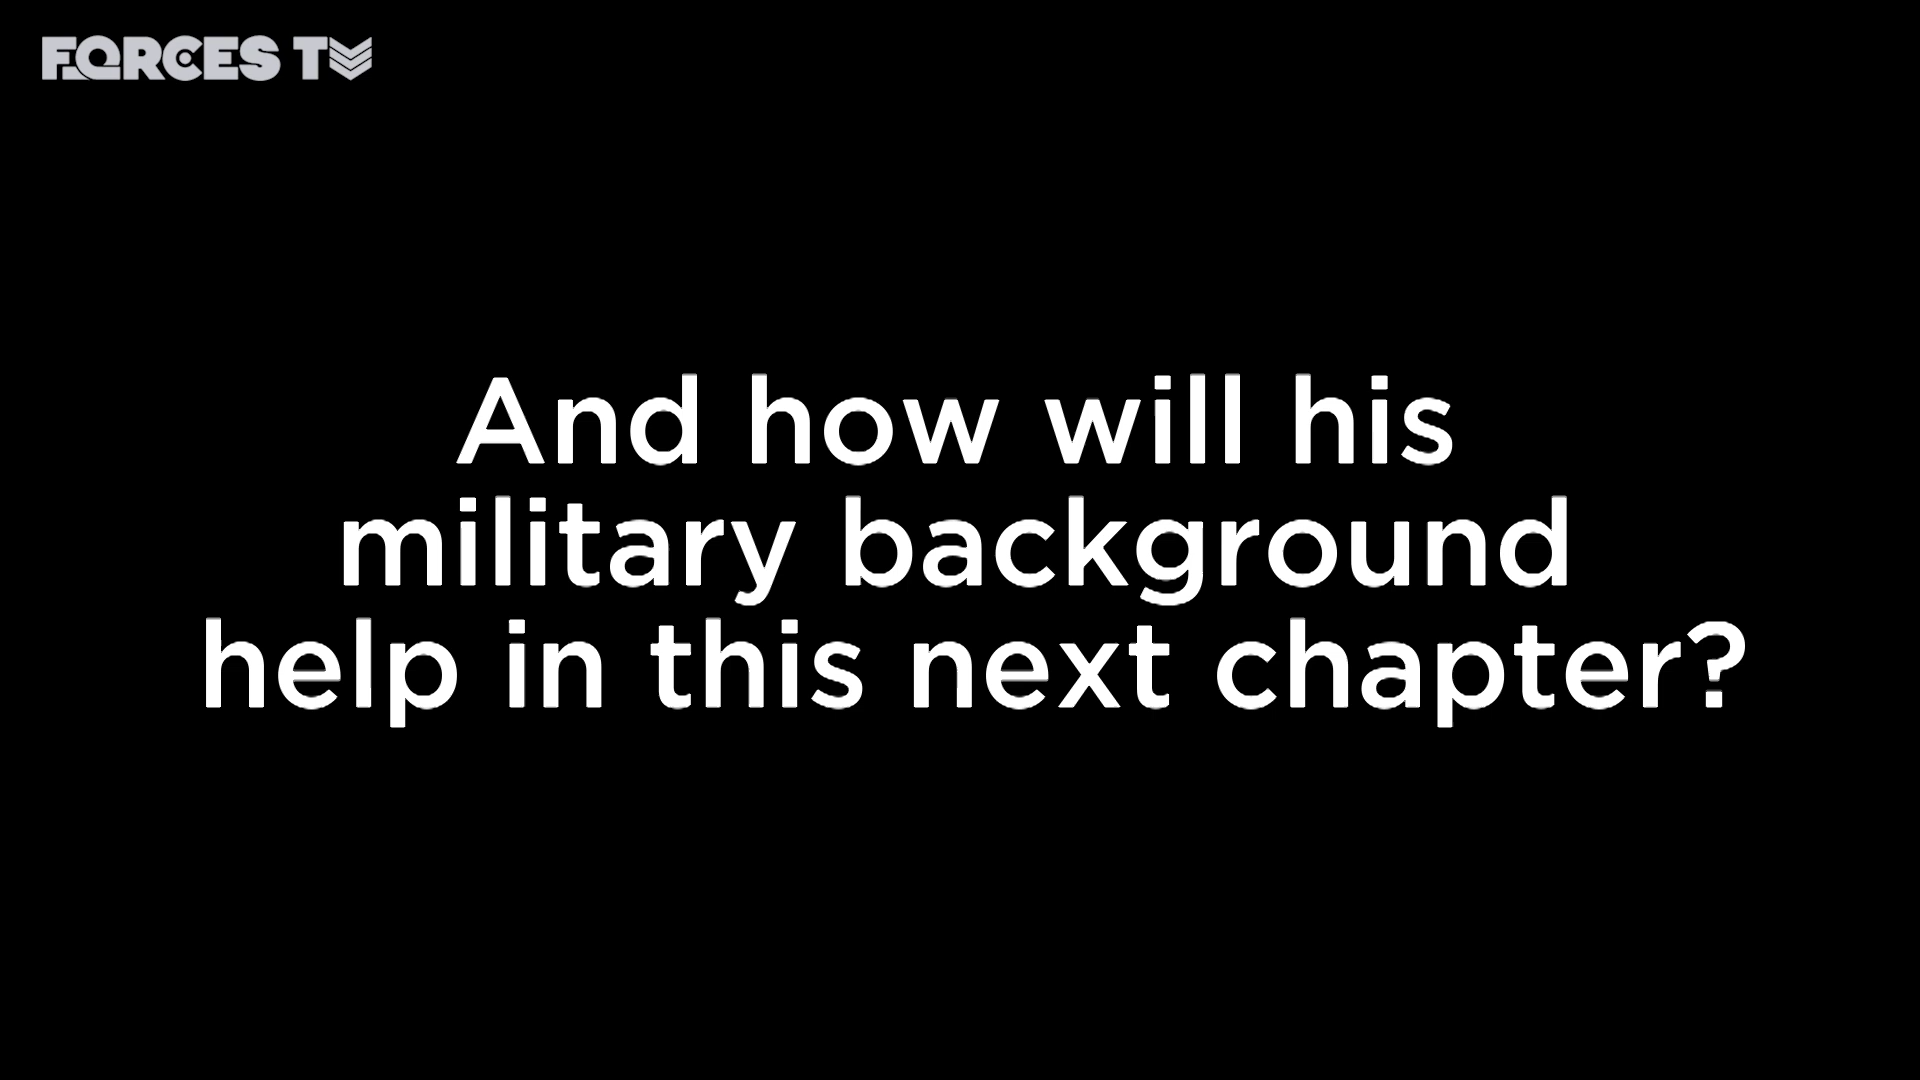 FORCES TV
And how will his
military background
help in this next chapter?